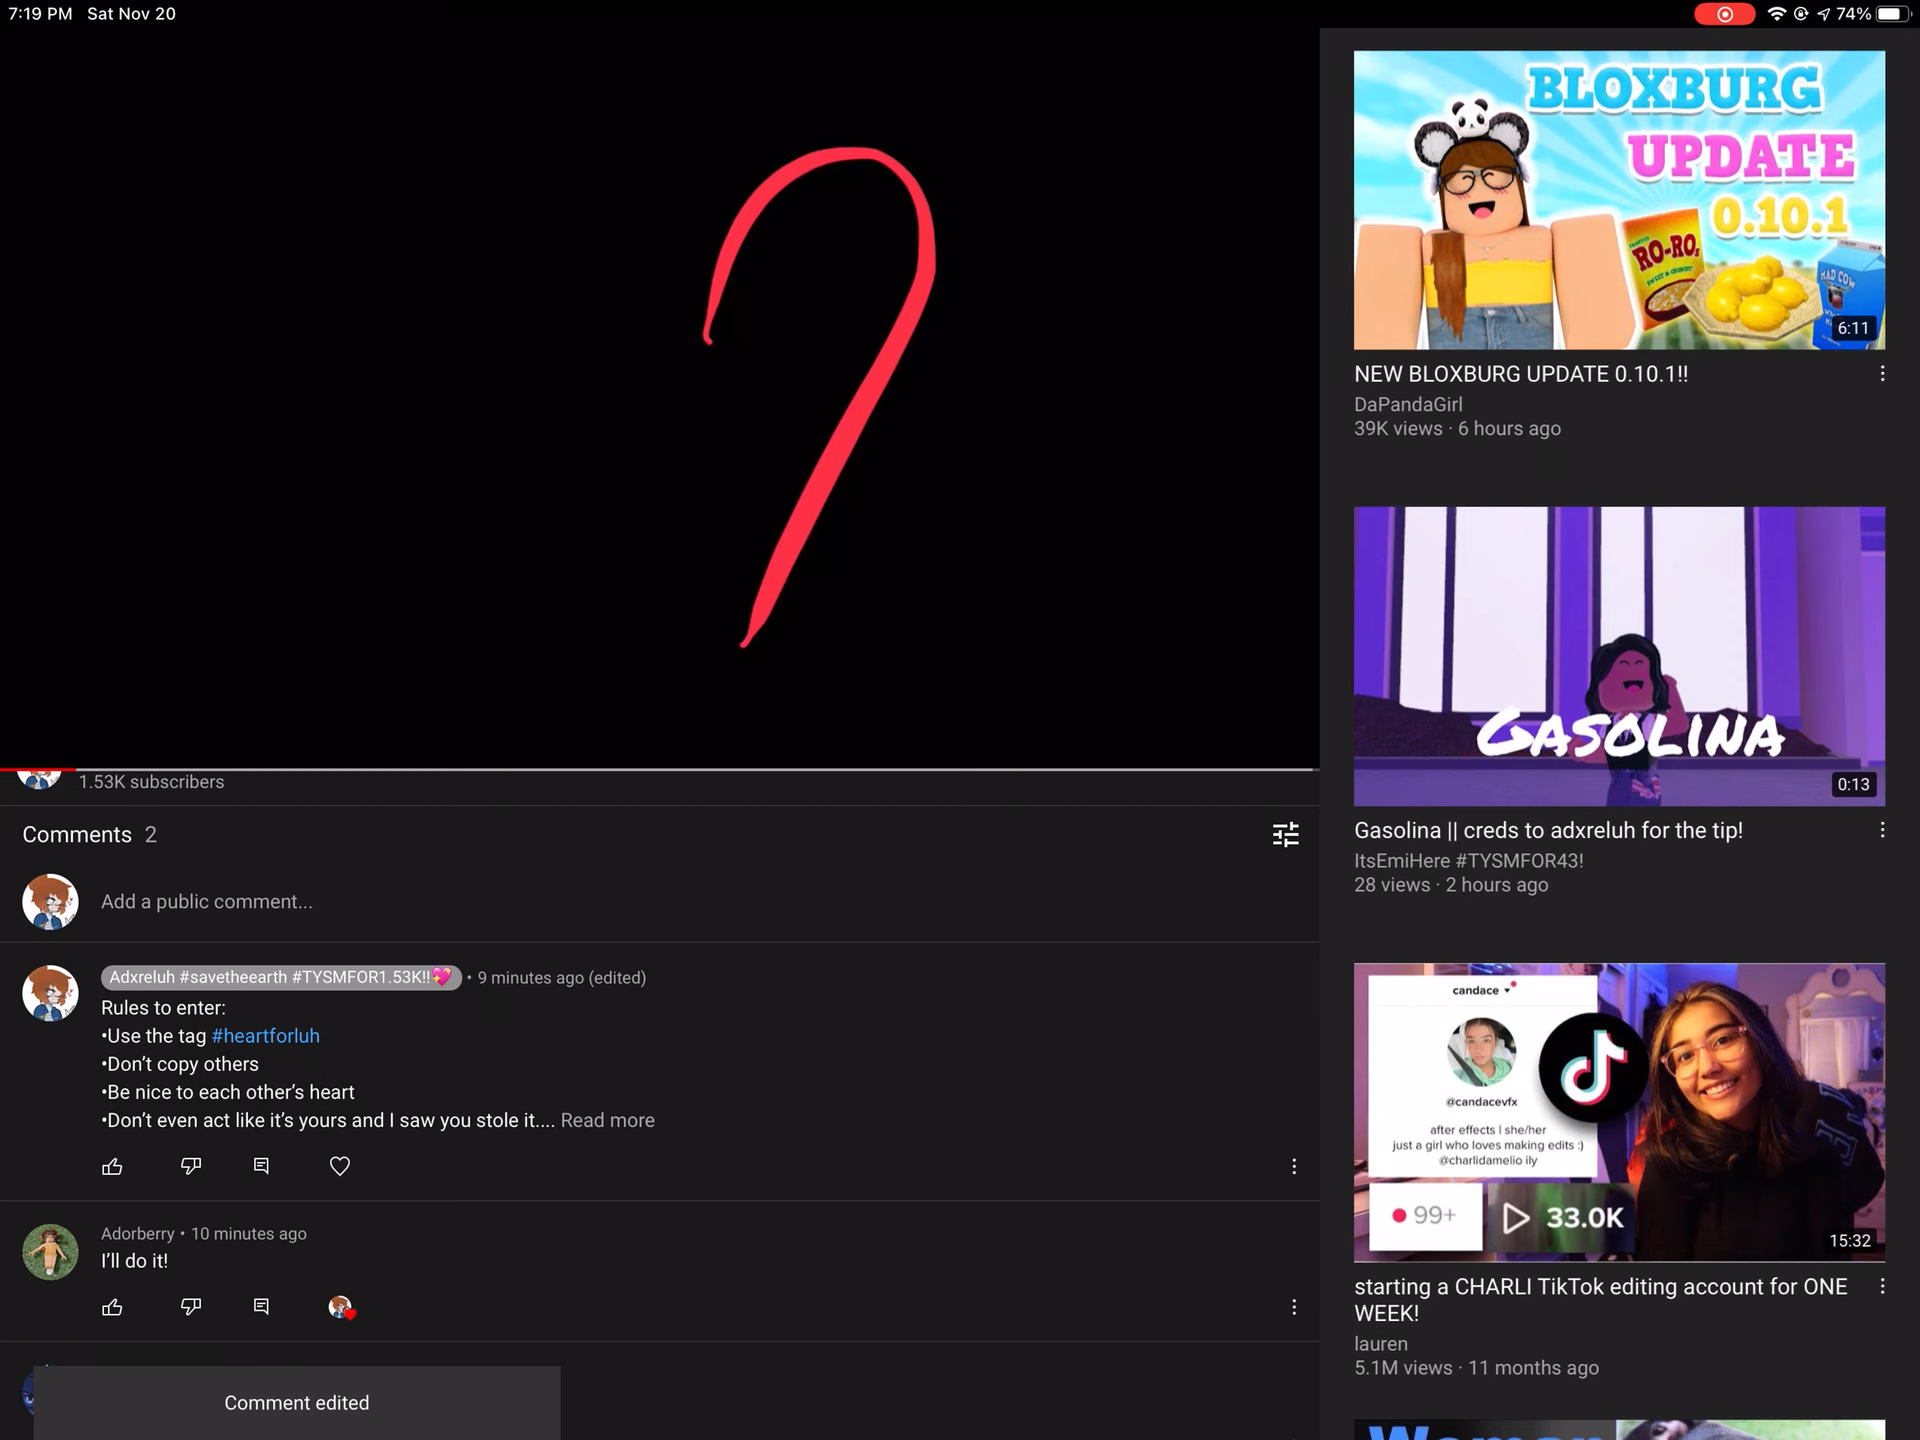 7:19 PM Sat Nov 20
74%
1.53K subscribers
Comments 2
Add a public comment...
Adxreluh #savetheearth #TYSMFOR1.53K!!💖 • 9 minutes ago (edited)
Rules to enter:
•Use the tag #heartforluh
•Don’t copy others
•Be nice to each other’s heart
•Don’t even act like it’s yours and I saw you stole it.... Read more
Adorberry • 10 minutes ago
I’ll do it!
Comment edited
BLOXBURG
UPDATE
0.10.1
RO-ROs
MAD COW
6:11
NEW BLOXBURG UPDATE 0.10.1!!
DaPandaGirl
39K views · 6 hours ago
GASOLINA
0:13
Gasolina || creds to adxreluh for the tip!
ItsEmiHere #TYSMFOR43!
28 views · 2 hours ago
candace
@candacevfx
after effects | she/her
just a girl who loves making edits :)
@charlidamelio ily
99+
33.0K
15:32
starting a CHARLI TikTok editing account for ONE
WEEK!
lauren
5.1M views · 11 months ago